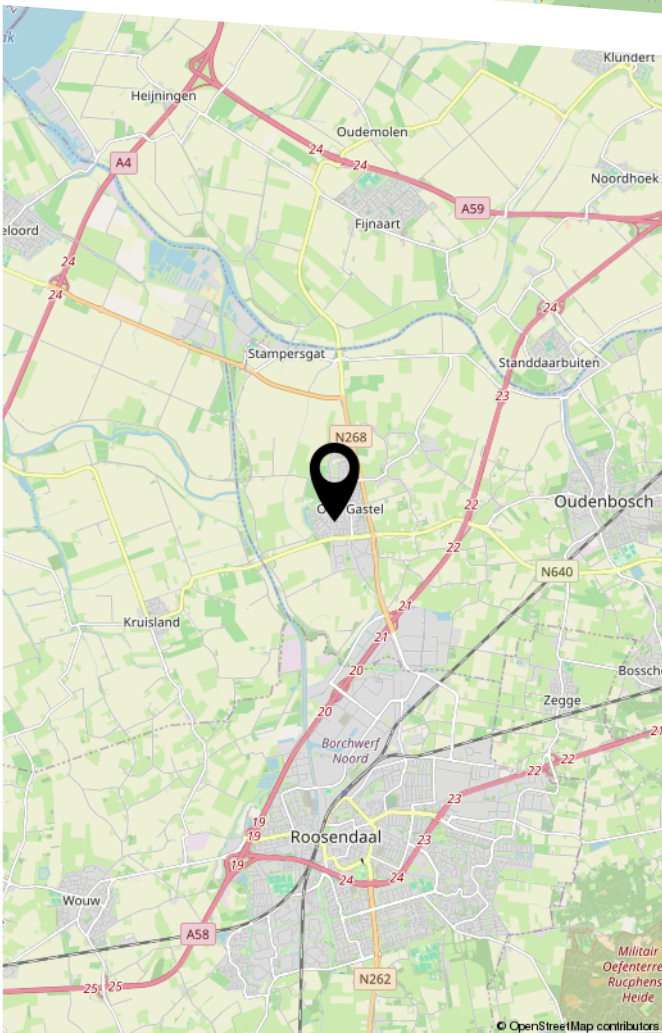 ak
Klundert
Heijningen
Oudemolen
24
24
A4
Noordhoek
A59
Fijnaart
eloord
24
24
24
Stampersgat
Standdaarbuiten
23
N268
Oudenbosch
Gastel
22
22
N640
21
Kruisland
21
20
Bossche
20
Zegge
21
Borchwerf
Noord
22
22
23
19
19
Roosendaal
23
19
24
24
Wouw
A58
Militair
Oefenterre
Rucphens
Heide
N262
25
25
© OpenStreetMap contributors